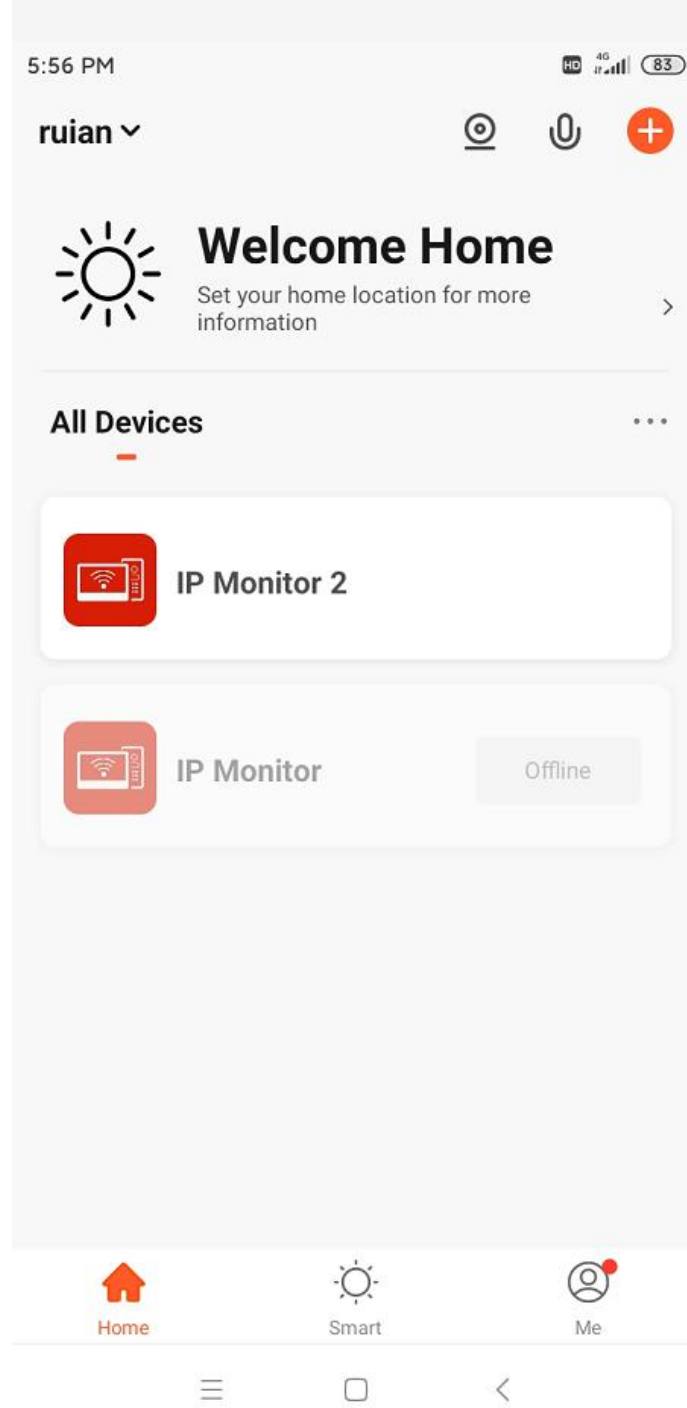 5:56 PM
HD 4G 83
ruian
Welcome Home
Set your home location for more
information
All Devices
IP Monitor 2
IP Monitor
Offline
Home
Smart
Me